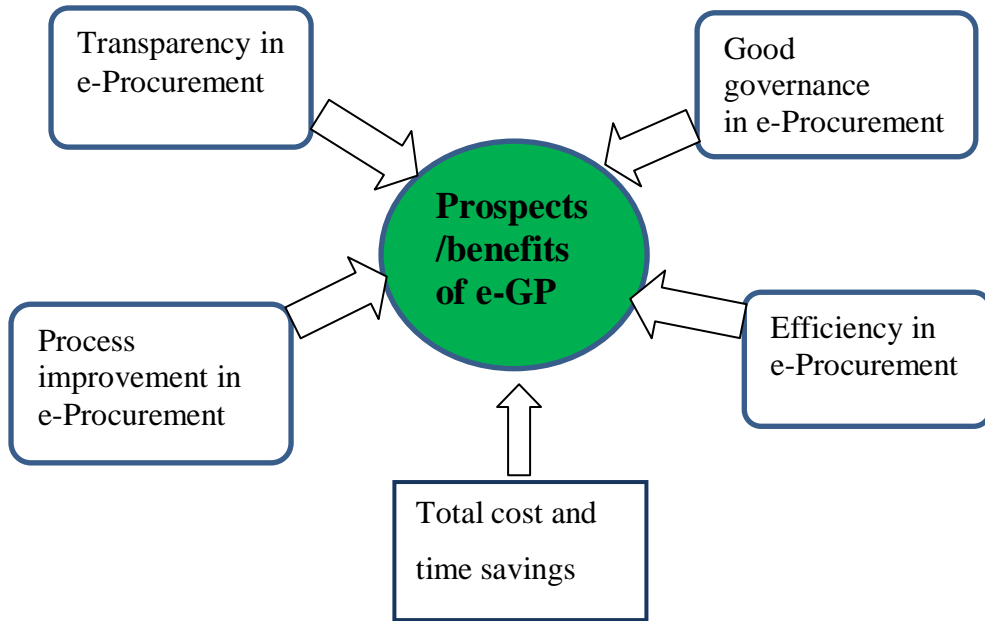 Transparency in
e-Procurement
Good
governance
in e-Procurement
Prospects
/benefits
of e-GP
Process
improvement in
e-Procurement
Efficiency in
e-Procurement
Total cost and
time savings